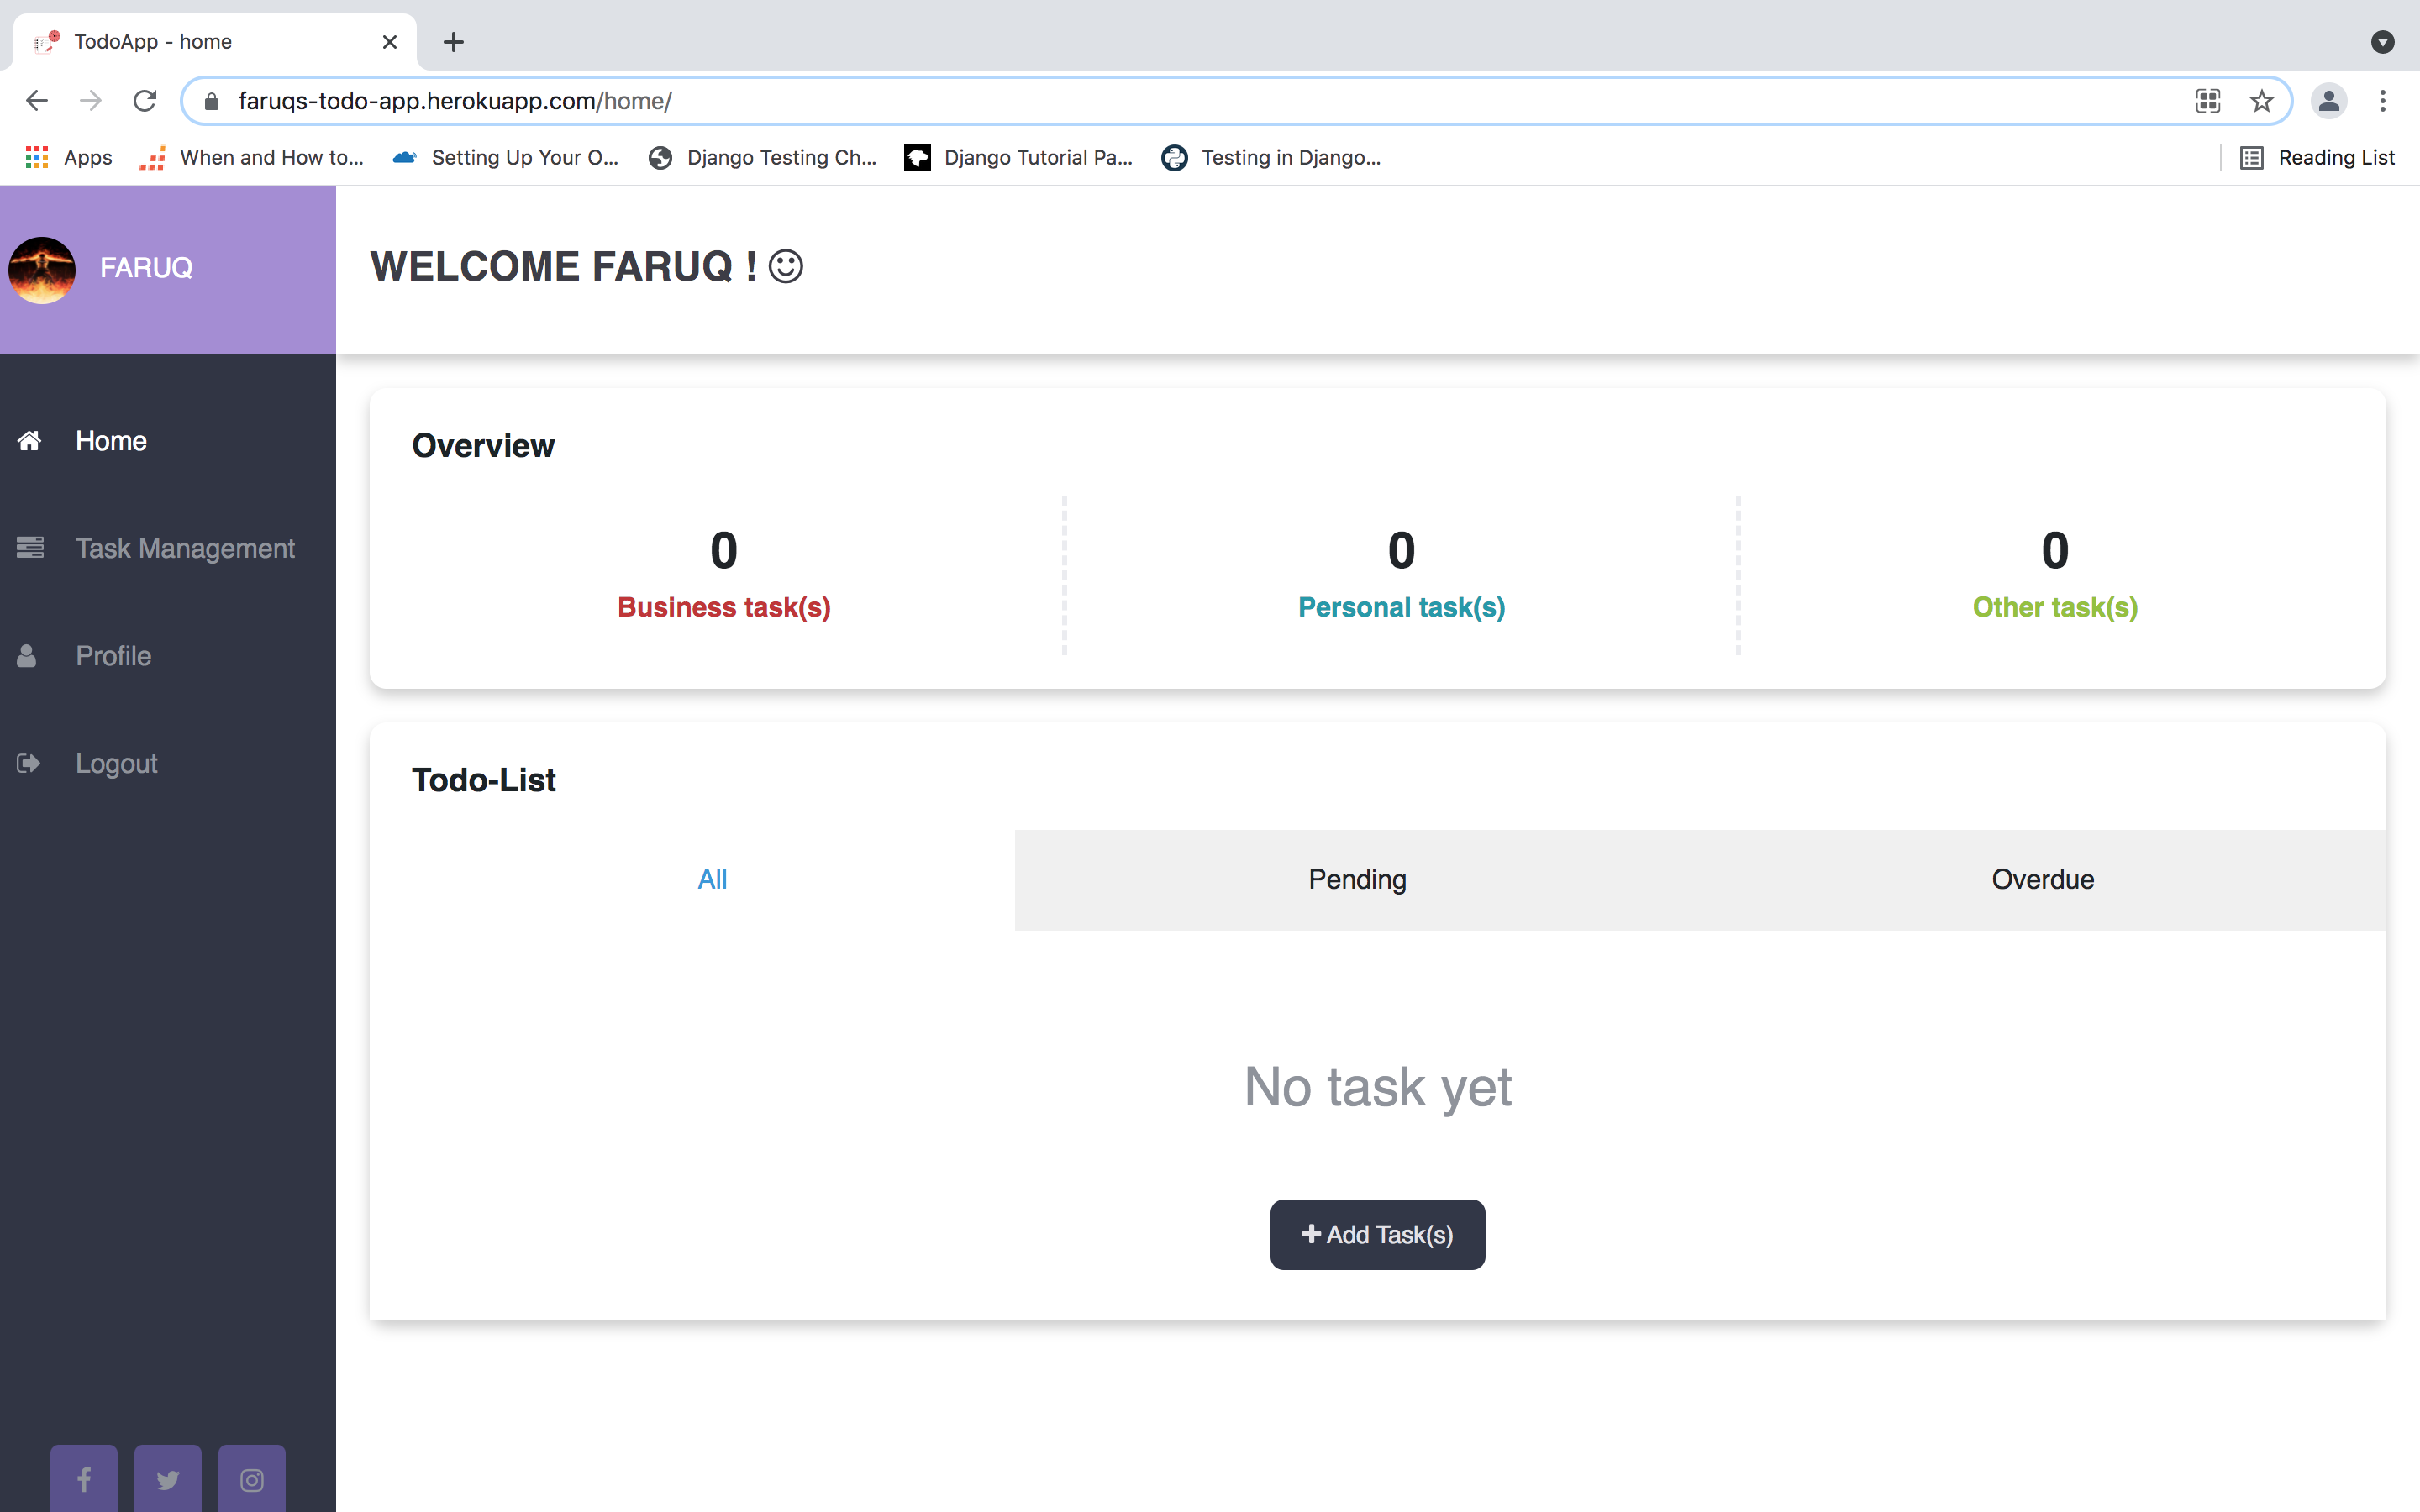 TodoApp - home
faruqs-todo-app.herokuapp.com/home/
Apps
When and How to...
Setting Up Your O...
Django Testing Ch...
Django Tutorial Pa...
Testing in Django...
Reading List
FARUQ
WELCOME FARUQ !
Home
Task Management
Profile
Logout
Overview
0
Business task(s)
0
Personal task(s)
0
Other task(s)
Todo-List
All
Pending
Overdue
No task yet
Add Task(s)